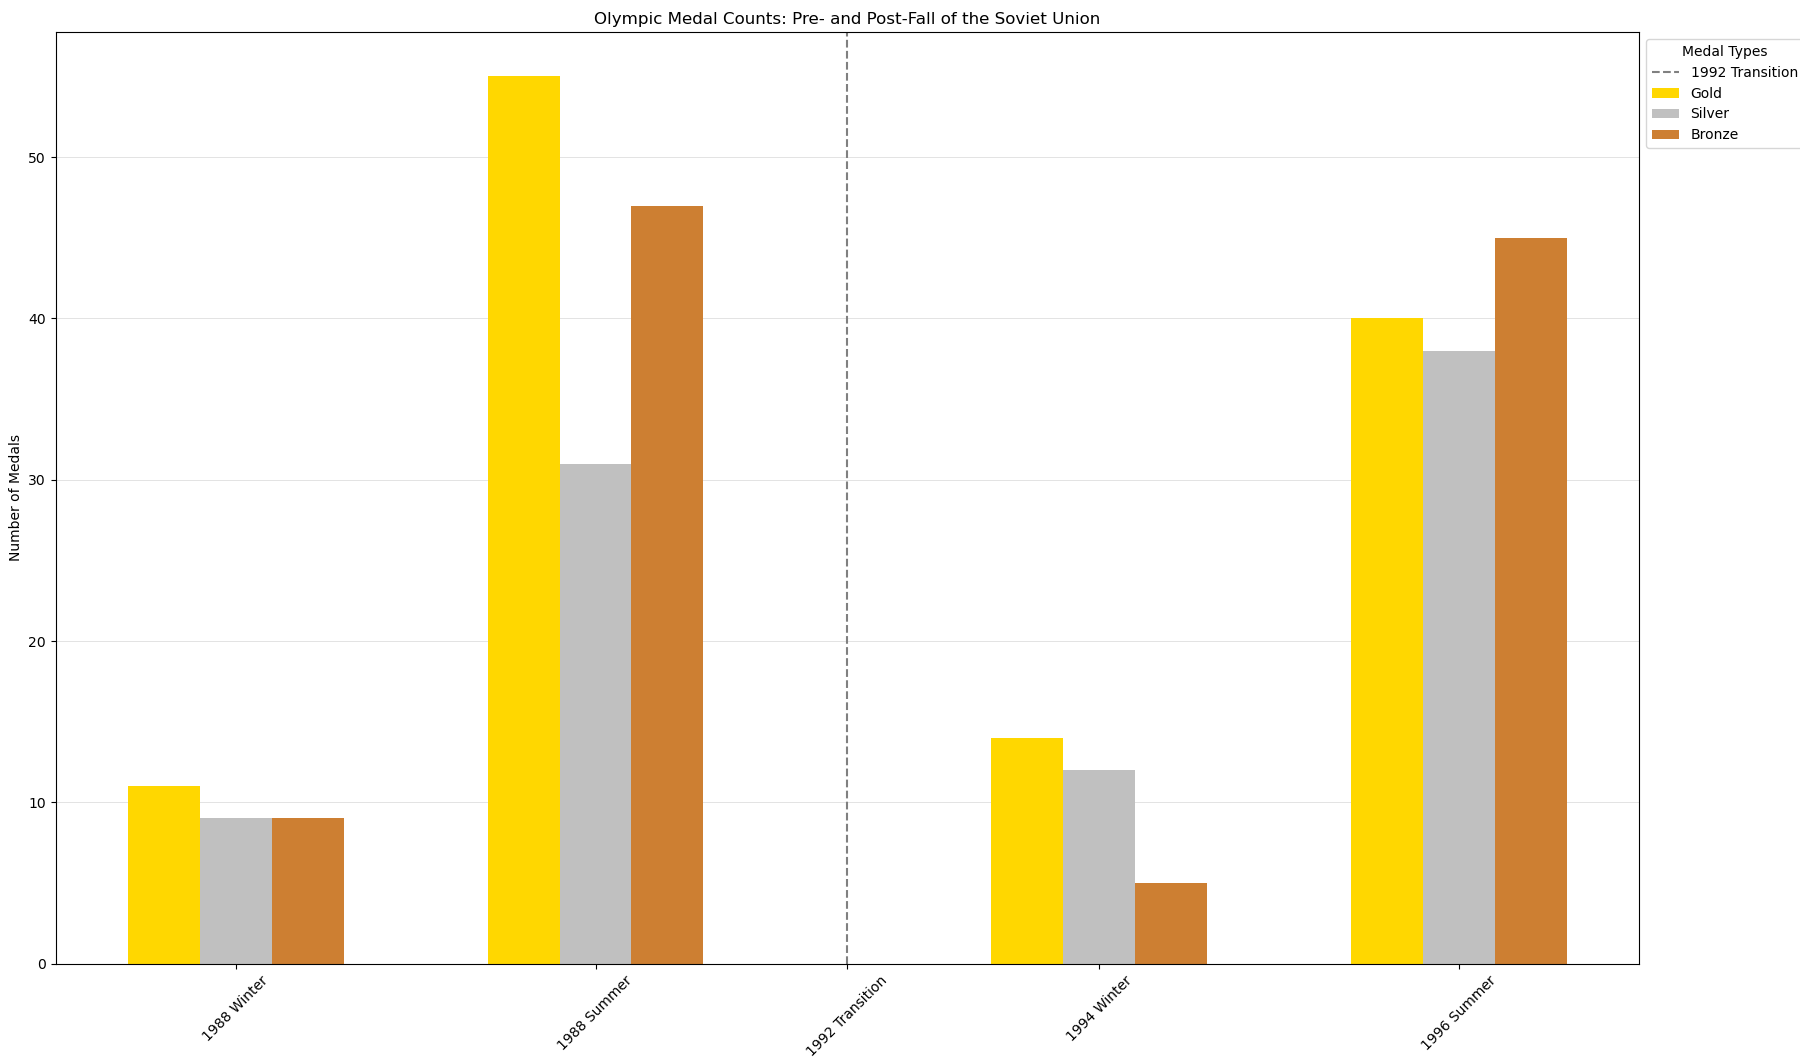 Olympic Medal Counts: Pre- and Post-Fall of the Soviet Union
Medal Types
1992 Transition
Gold
Silver
Bronze
Number of Medals
50
40
30
20
10
0
1988 Winter
1988 Summer
1992 Transition
1994 Winter
1996 Summer